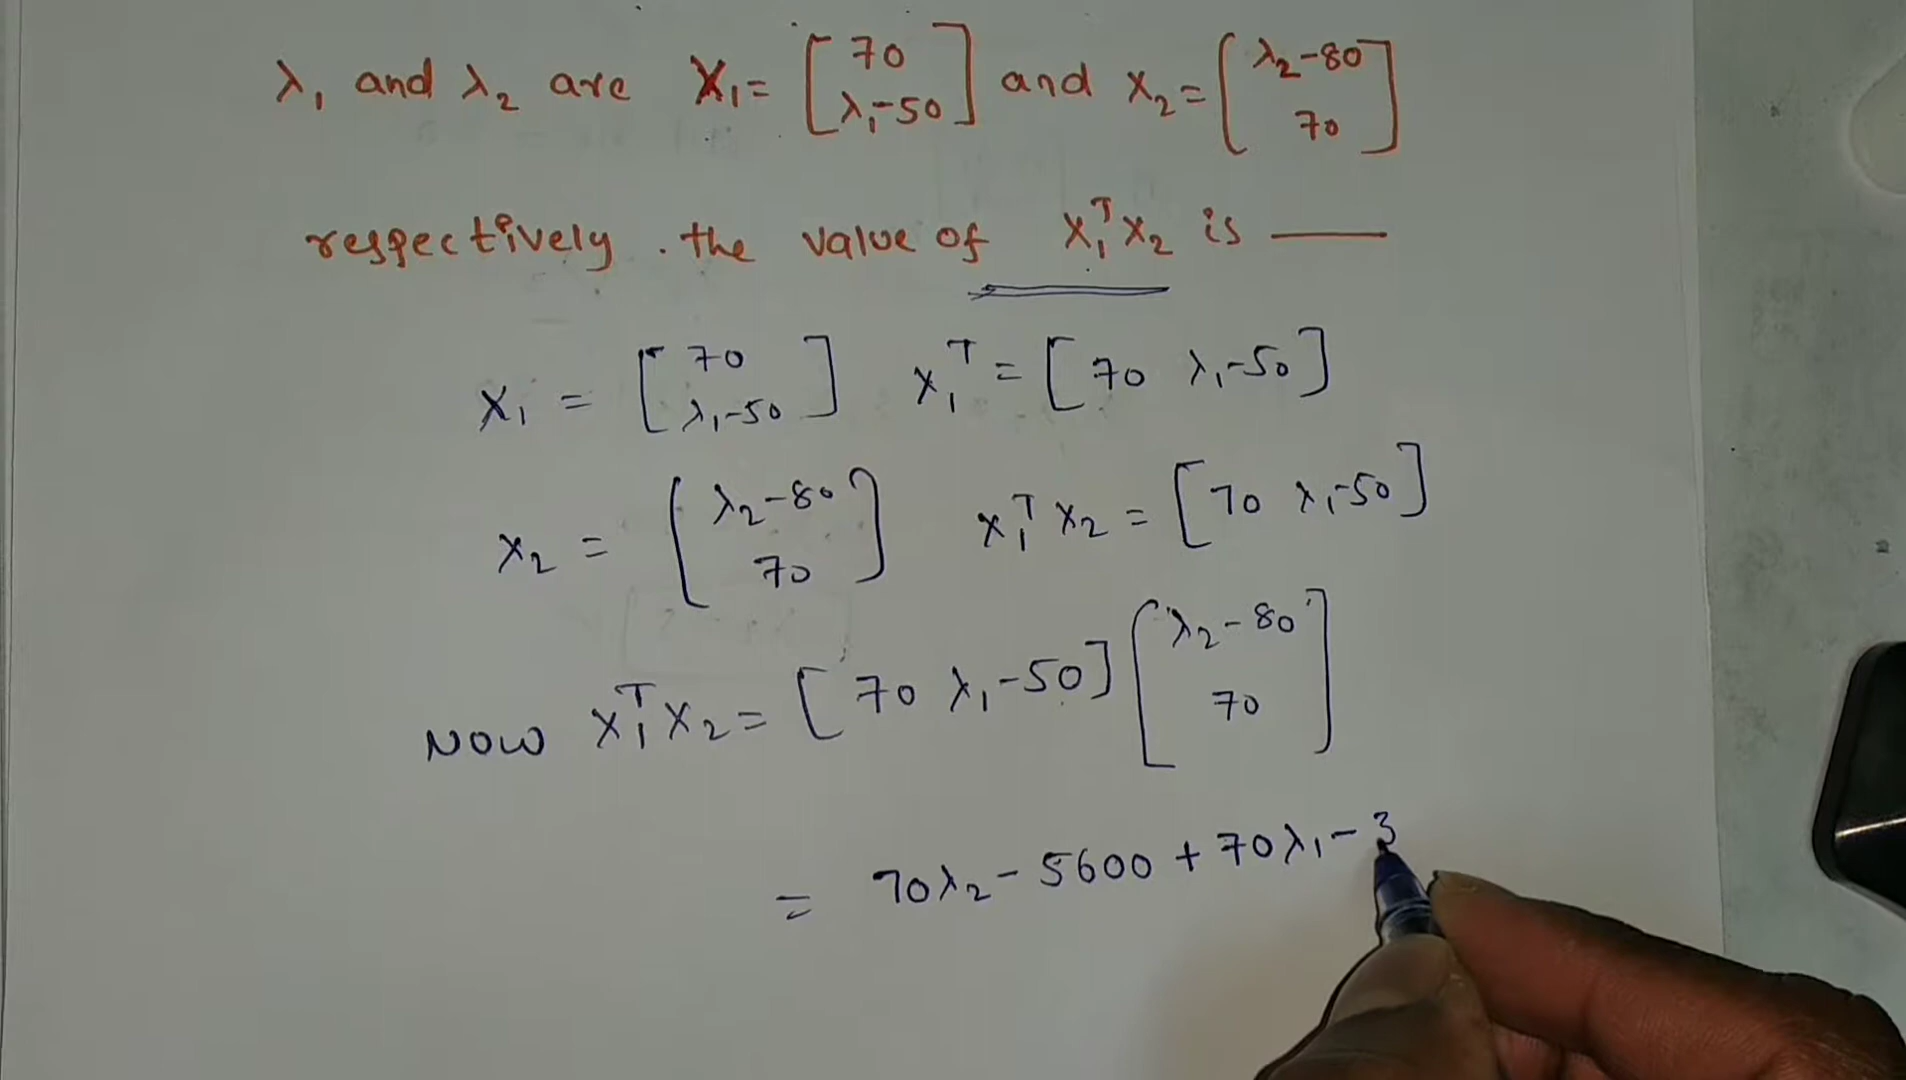 λ₁ and λ₂ are X₁ = [70 λ₁-50] and X₂ = [λ₂-80 70]
respectively. the value of X₁ᵀX₂ is ____
X₁ = [70 λ₁-50] X₁ᵀ = [70 λ₁-50]
X₂ = [λ₂-80 70] X₁ᵀX₂ = [70 λ₁-50]
NOW X₁ᵀX₂ = [70 λ₁-50] [λ₂-80 70]
= 70λ₂ - 5600 + 70λ₁ - 3